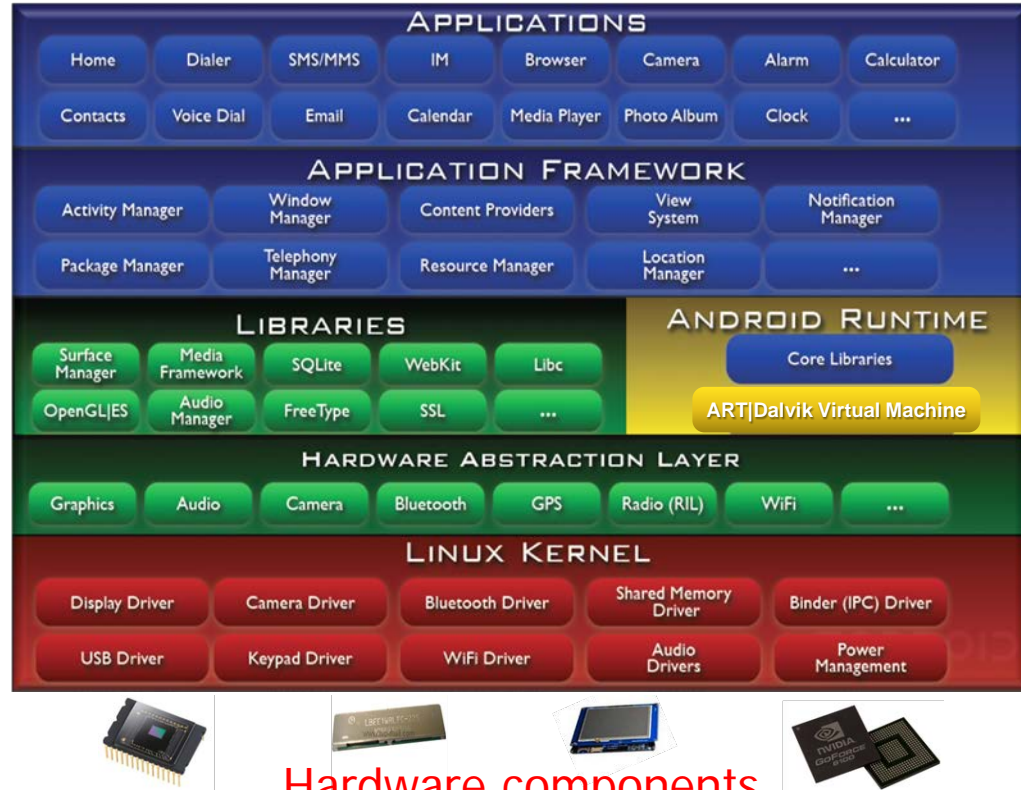 APPLICATIONS
Home Dialer SMS/MMS IM Browser Camera Alarm Calculator
Contacts Voice Dial Email Calendar Media Player Photo Album Clock ...
APPLICATION FRAMEWORK
Activity Manager
Window
Manager
Content Providers
View
System
Notification
Manager
Package Manager
Telephony
Manager
Resource Manager
Location
Manager
...
LIBRARIES
Surface
Manager
Media
Framework
SQLite WebKit Libc
OpenGL|ES
Audio
Manager
FreeType SSL ...
ANDROID RUNTIME
Core Libraries
ART|Dalvik Virtual Machine
HARDWARE ABSTRACTION LAYER
Graphics Audio Camera Bluetooth GPS Radio (RIL) WiFi ...
LINUX KERNEL
Display Driver Camera Driver Bluetooth Driver
Shared Memory
Driver
Binder (IPC) Driver
USB Driver Keypad Driver WiFi Driver
Audio
Drivers
Power
Management
NVIDIA
GOFORCE
Hardware components